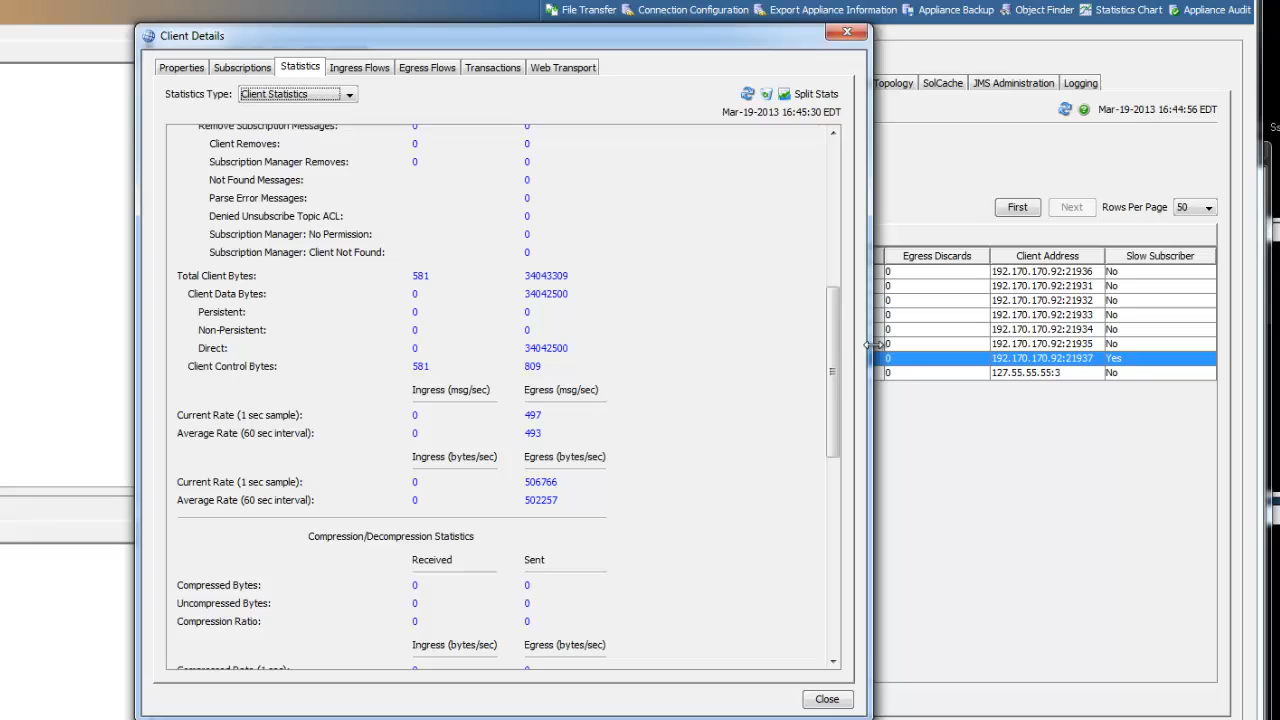 File Transfer Connection Configuration Export Appliance Information Appliance Backup Object Finder Statistics Chart Appliance Audit
Client Details
Properties Subscriptions Statistics Ingress Flows Egress Flows Transactions Web Transport
Topology SolCache JMS Administration Logging
Statistics Type: Client Statistics Split Stats
Mar-19-2013 16:45:30 EDT
Mar-19-2013 16:44:56 EDT
Remove Subscription Messages: 0 0
Client Removes: 0 0
Subscription Manager Removes: 0 0
Not Found Messages: 0
Parse Error Messages: 0
Denied Unsubscribe Topic ACL: 0
Subscription Manager: No Permission: 0
Subscription Manager: Client Not Found: 0
Total Client Bytes: 581 34043309
Client Data Bytes: 0 34042500
Persistent: 0 0
Non-Persistent: 0 0
Direct: 0 34042500
Client Control Bytes: 581 809
Ingress (msg/sec) Egress (msg/sec)
Current Rate (1 sec sample): 0 497
Average Rate (60 sec interval): 0 493
Ingress (bytes/sec) Egress (bytes/sec)
Current Rate (1 sec sample): 0 506766
Average Rate (60 sec interval): 0 502257
Compression/Decompression Statistics
Received Sent
Compressed Bytes: 0 0
Uncompressed Bytes: 0 0
Compression Ratio: 0 0
Ingress (bytes/sec) Egress (bytes/sec)
Compressed Rate (1 sec): 0 0
Close
First Next Rows Per Page 50
Egress Discards Client Address Slow Subscriber
0 192.170.170.92:21936 No
0 192.170.170.92:21931 No
0 192.170.170.92:21932 No
0 192.170.170.92:21933 No
0 192.170.170.92:21934 No
0 192.170.170.92:21935 No
0 192.170.170.92:21937 Yes
0 127.55.55.55:3 No